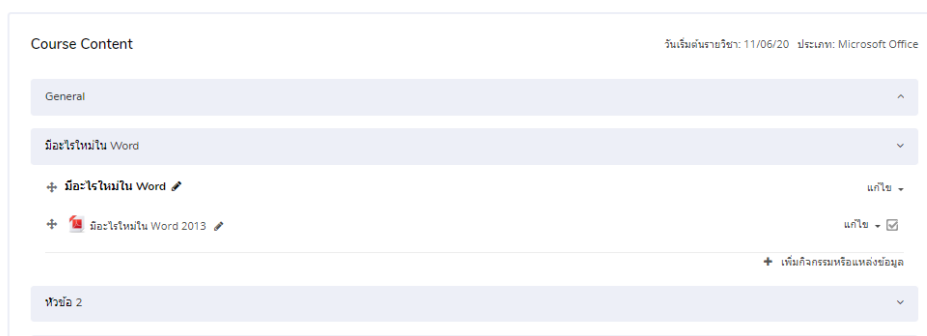 Course Content
วันเริ่มต้นรายวิชา: 11/06/20 ประเภท: Microsoft Office
General
มีอะไรใหม่ใน Word
มีอะไรใหม่ใน Word
แก้ไข
มีอะไรใหม่ใน Word 2013
แก้ไข
เพิ่มกิจกรรมหรือแหล่งข้อมูล
หัวข้อ 2